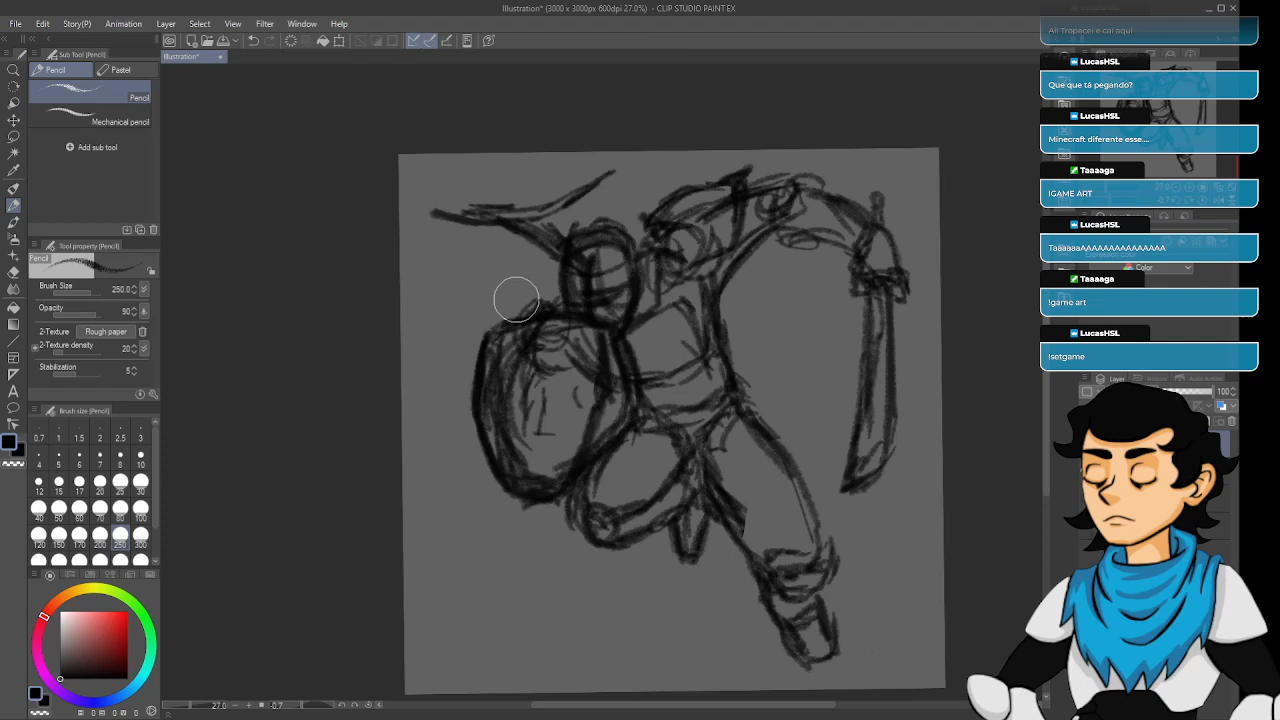 Illustration* (3000 x 3000px 600dpi 27.0%) - CLIP STUDIO PAINT EX
File Edit Story(P) Animation Layer Select View Filter Window Help
Illustration*
Sub Tool [Pencil]
Pencil Pastel
Pencil
Mechanical pencil
Add sub tool
Tool property [Pencil]
Pencil
Brush Size 250.0
Opacity 90
2-Texture Rough paper
2-Texture density 20
Stabilization 5
Brush size [Pencil]
0.7 1 1.5 2 2.5 3
4 5 6 7 8 10
12 15 17 20 25 30
40 50 60 70 80 100
120 150 170 200 250 300
27.0 -0.7
Ali Tropecei e cai aqui
LucasHSL
Que que tá pegando?
LucasHSL
Minecraft diferente esse....
Taaaaga
!GAME ART
LucasHSL
TaaaaaaAAAAAAAAAAAAAAA
Taaaaga
!game art
LucasHSL
!setgame
Color
Layer
100